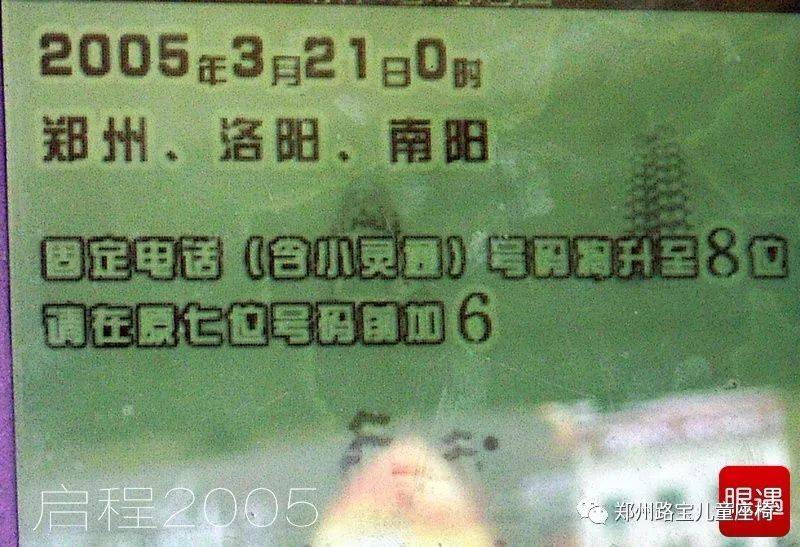 2005年3月21日0时
郑州、洛阳、南阳
固定电话（含小灵通）号码将升至8位
请在原七位号码前加6
启程2005
眼遇
郑州路宝儿童座椅